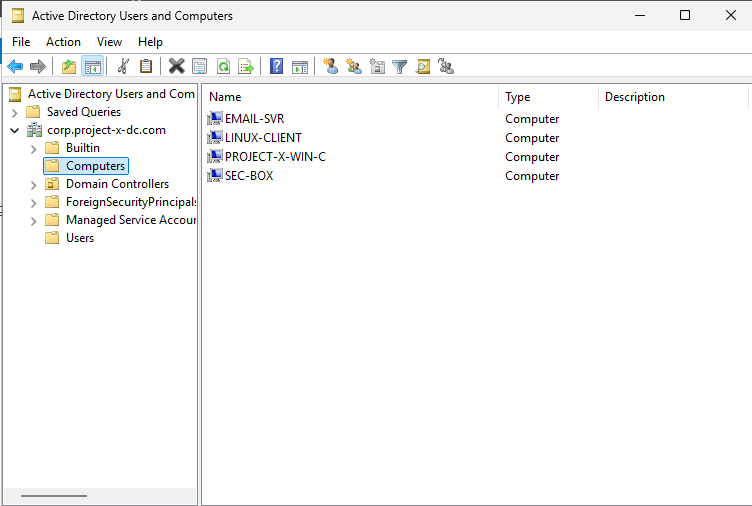 Active Directory Users and Computers
File Action View Help
Active Directory Users and Com
Saved Queries
corp.project-x-dc.com
Builtin
Computers
Domain Controllers
ForeignSecurityPrincipals
Managed Service Accour
Users
Name Type Description
EMAIL-SVR Computer
LINUX-CLIENT Computer
PROJECT-X-WIN-C Computer
SEC-BOX Computer